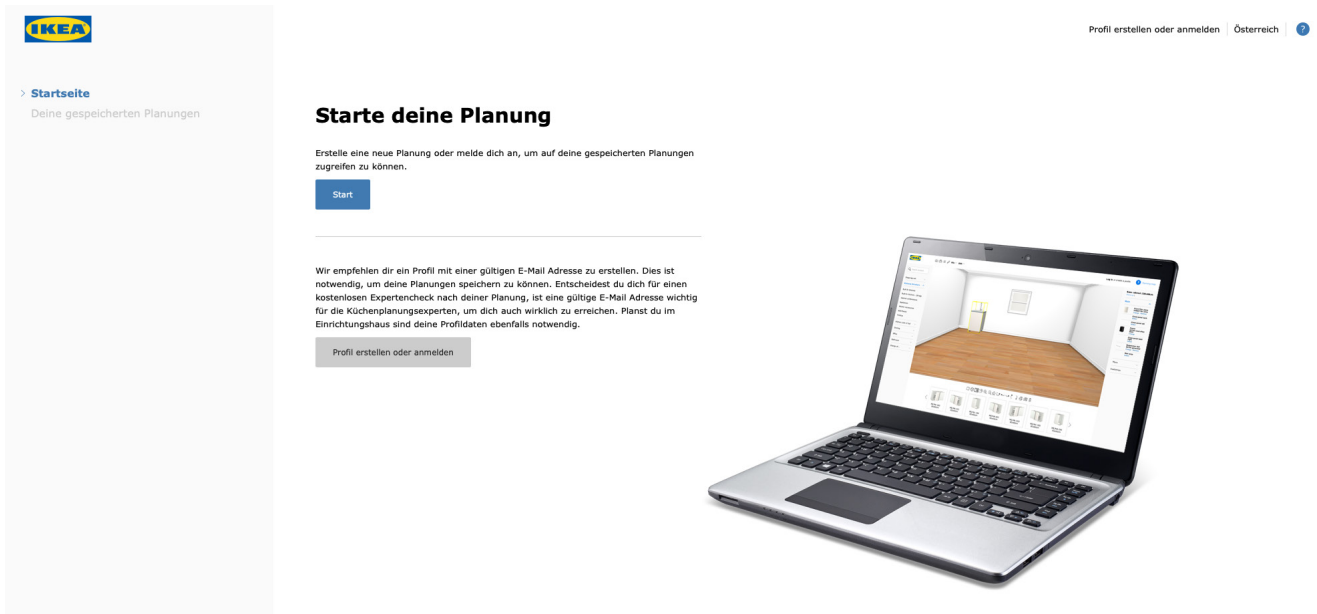 IKEA
Profil erstellen oder anmelden
Österreich
?
Startseite
Deine gespeicherten Planungen
Starte deine Planung
Erstelle eine neue Planung oder melde dich an, um auf deine gespeicherten Planungen
zugreifen zu können.
Start
Wir empfehlen dir ein Profil mit einer gültigen E-Mail Adresse zu erstellen. Dies ist
notwendig, um deine Planungen speichern zu können. Entscheidest du dich für einen
kostenlosen Expertencheck nach deiner Planung, ist eine gültige E-Mail Adresse wichtig
für die Küchenplanungsexperten, um dich auch wirklich zu erreichen. Planst du im
Einrichtungshaus sind deine Profildaten ebenfalls notwendig.
Profil erstellen oder anmelden
IKEA